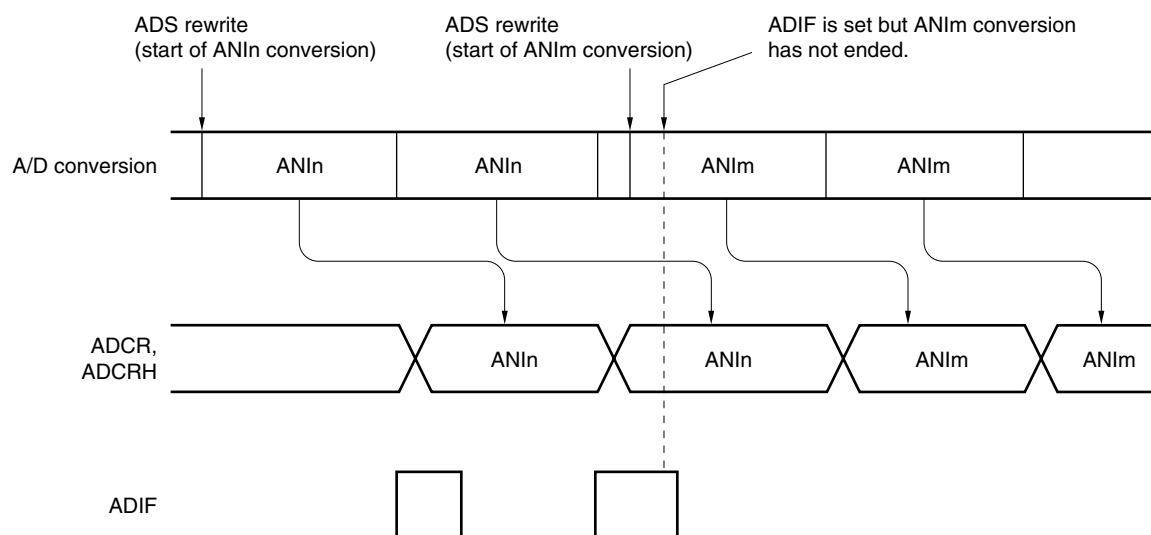 ADS rewrite
(start of ANIn conversion)
ADS rewrite
(start of ANIm conversion)
ADIF is set but ANIm conversion
has not ended.
A/D conversion
ANIn
ANIn
ANIm
ANIm
ADCR,
ADCRH
ANIn
ANIn
ANIm
ANIm
ADIF